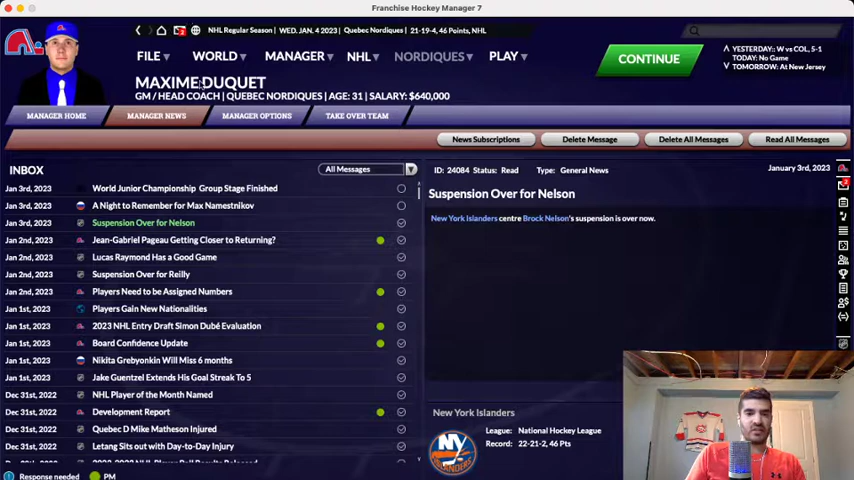 Franchise Hockey Manager 7
NHL Regular Season | WED. JAN. 4 2023 | Quebec Nordiques | 21-19-4, 46 Points, NHL
FILE WORLD MANAGER NHL NORDIQUES PLAY
CONTINUE
YESTERDAY:: W vs COL, 5-1
TODAY: No Game
TOMORROW: At New Jersey
MAXIME DUQUET
GM / HEAD COACH | QUEBEC NORDIQUES | AGE: 31 | SALARY: $640,000
MANAGER HOME MANAGER NEWS MANAGER OPTIONS TAKE OVER TEAM
News Subscriptions Delete Message Delete All Messages Read All Messages
INBOX All Messages
Jan 3rd, 2023 World Junior Championship Group Stage Finished
Jan 3rd, 2023 A Night to Remember for Max Namestnikov
Jan 3rd, 2023 Suspension Over for Nelson
Jan 2nd, 2023 Jean-Gabriel Pageau Getting Closer to Returning?
Jan 2nd, 2023 Lucas Raymond Has a Good Game
Jan 2nd, 2023 Suspension Over for Reilly
Jan 2nd, 2023 Players Need to be Assigned Numbers
Jan 1st, 2023 Players Gain New Nationalities
Jan 1st, 2023 2023 NHL Entry Draft Simon Dubé Evaluation
Jan 1st, 2023 Board Confidence Update
Jan 1st, 2023 Nikita Grebyonkin Will Miss 6 months
Jan 1st, 2023 Jake Guentzel Extends His Goal Streak To 5
Dec 31st, 2022 NHL Player of the Month Named
Dec 31st, 2022 Development Report
Dec 31st, 2022 Quebec D Mike Matheson Injured
Dec 31st, 2022 Letang Sits out with Day-to-Day Injury
Response needed PM
ID: 24084 Status: Read Type: General News January 3rd, 2023
Suspension Over for Nelson
New York Islanders centre Brock Nelson's suspension is over now.
New York Islanders
League: National Hockey League
Record: 22-21-2, 46 Pts